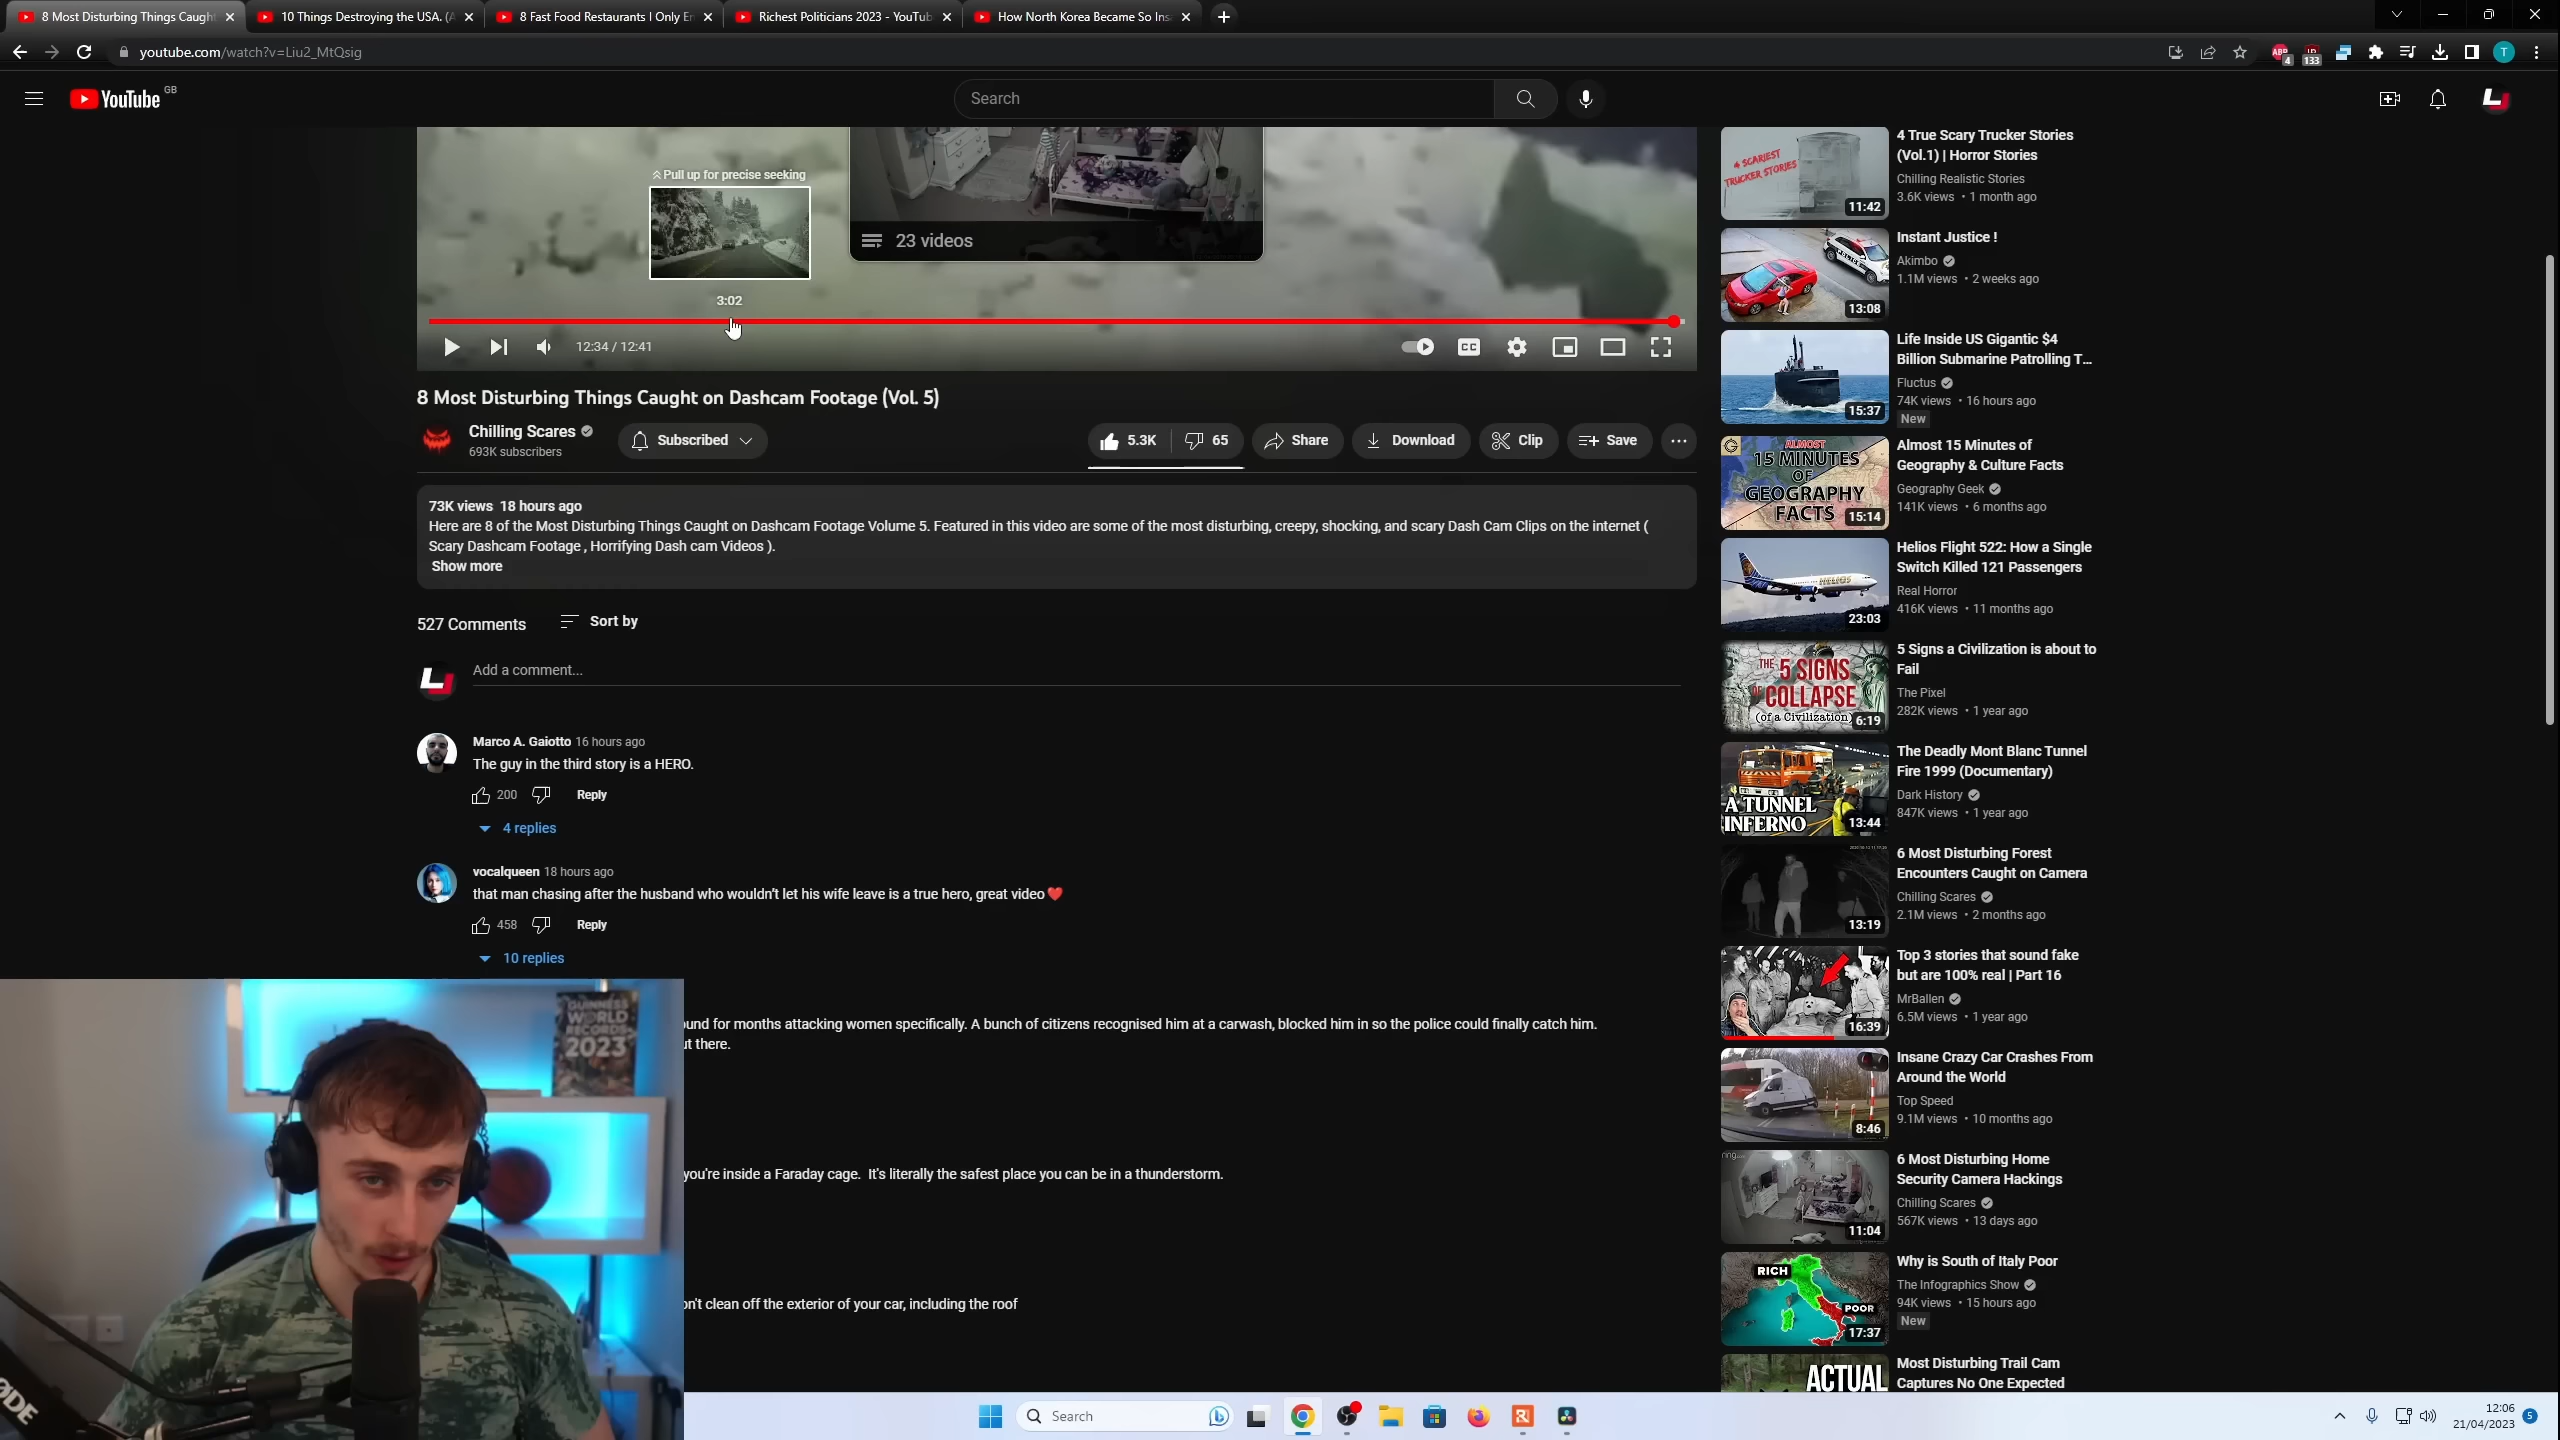 8 Most Disturbing Things Caught
10 Things Destroying the USA. (A
8 Fast Food Restaurants I Only E
Richest Politicians 2023 - YouTub
How North Korea Became So Ins
youtube.com/watch?v=Liu2_MtQsig
4
133
T
YouTube GB
Search
Pull up for precise seeking
3:02
23 videos
12:34 / 12:41
CC
8 Most Disturbing Things Caught on Dashcam Footage (Vol. 5)
Chilling Scares
693K subscribers
Subscribed
5.3K
65
Share
Download
Clip
Save
73K views 18 hours ago
Here are 8 of the Most Disturbing Things Caught on Dashcam Footage Volume 5. Featured in this video are some of the most disturbing, creepy, shocking, and scary Dash Cam Clips on the internet (
Scary Dashcam Footage , Horrifying Dash cam Videos ).
Show more
527 Comments
Sort by
Add a comment...
Marco A. Gaiotto 16 hours ago
The guy in the third story is a HERO.
200
Reply
4 replies
vocalqueen 18 hours ago
that man chasing after the husband who wouldn't let his wife leave is a true hero, great video❤️
458
Reply
10 replies
und for months attacking women specifically. A bunch of citizens recognised him at a carwash, blocked him in so the police could finally catch him.
ut there.
you're inside a Faraday cage. It's literally the safest place you can be in a thunderstorm.
on't clean off the exterior of your car, including the roof
GUINNESS
WORLD
RECORDS
2023
4 SCARIEST
TRUCKER STORIES
11:42
4 True Scary Trucker Stories
(Vol.1) | Horror Stories
Chilling Realistic Stories
3.6K views • 1 month ago
13:08
Instant Justice !
Akimbo
1.1M views • 2 weeks ago
15:37
Life Inside US Gigantic $4
Billion Submarine Patrolling T...
Fluctus
74K views • 16 hours ago
New
ALMOST
15 MINUTES
OF
GEOGRAPHY
FACTS
15:14
Almost 15 Minutes of
Geography & Culture Facts
Geography Geek
141K views • 6 months ago
23:03
Helios Flight 522: How a Single
Switch Killed 121 Passengers
Real Horror
416K views • 11 months ago
THE 5 SIGNS
OF COLLAPSE
(of a Civilization)
6:19
5 Signs a Civilization is about to
Fail
The Pixel
282K views • 1 year ago
A TUNNEL
INFERNO
13:44
The Deadly Mont Blanc Tunnel
Fire 1999 (Documentary)
Dark History
847K views • 1 year ago
13:19
6 Most Disturbing Forest
Encounters Caught on Camera
Chilling Scares
2.1M views • 2 months ago
16:39
Top 3 stories that sound fake
but are 100% real | Part 16
MrBallen
6.5M views • 1 year ago
8:46
Insane Crazy Car Crashes From
Around the World
Top Speed
9.1M views • 10 months ago
11:04
6 Most Disturbing Home
Security Camera Hackings
Chilling Scares
567K views • 13 days ago
RICH
POOR
17:37
Why is South of Italy Poor
The Infographics Show
94K views • 15 hours ago
New
ACTUAL
Most Disturbing Trail Cam
Captures No One Expected
Search
12:06
21/04/2023
5